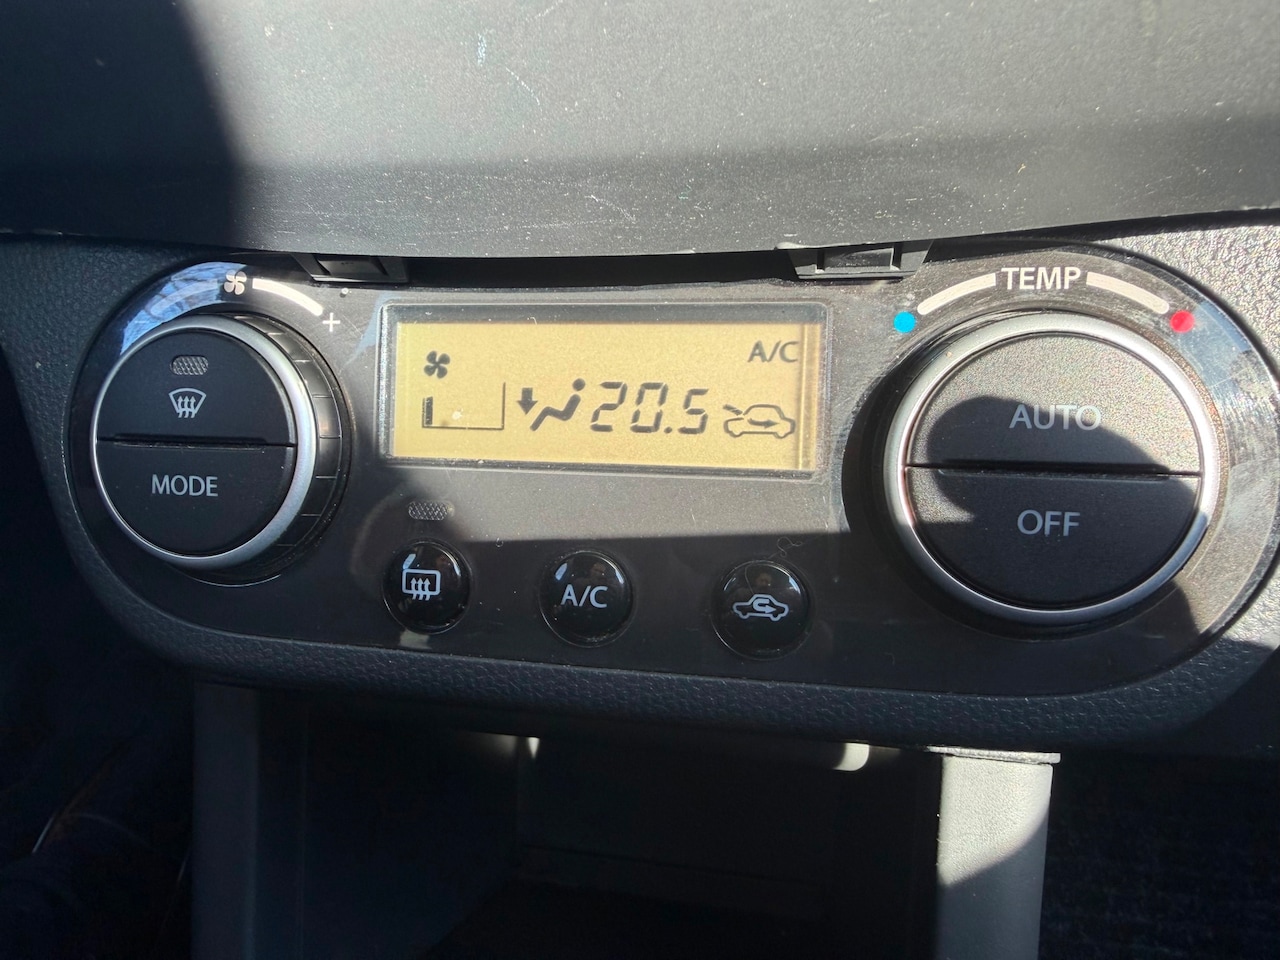 TEMP
+
A/C
20.5
AUTO
MODE
OFF
A/C